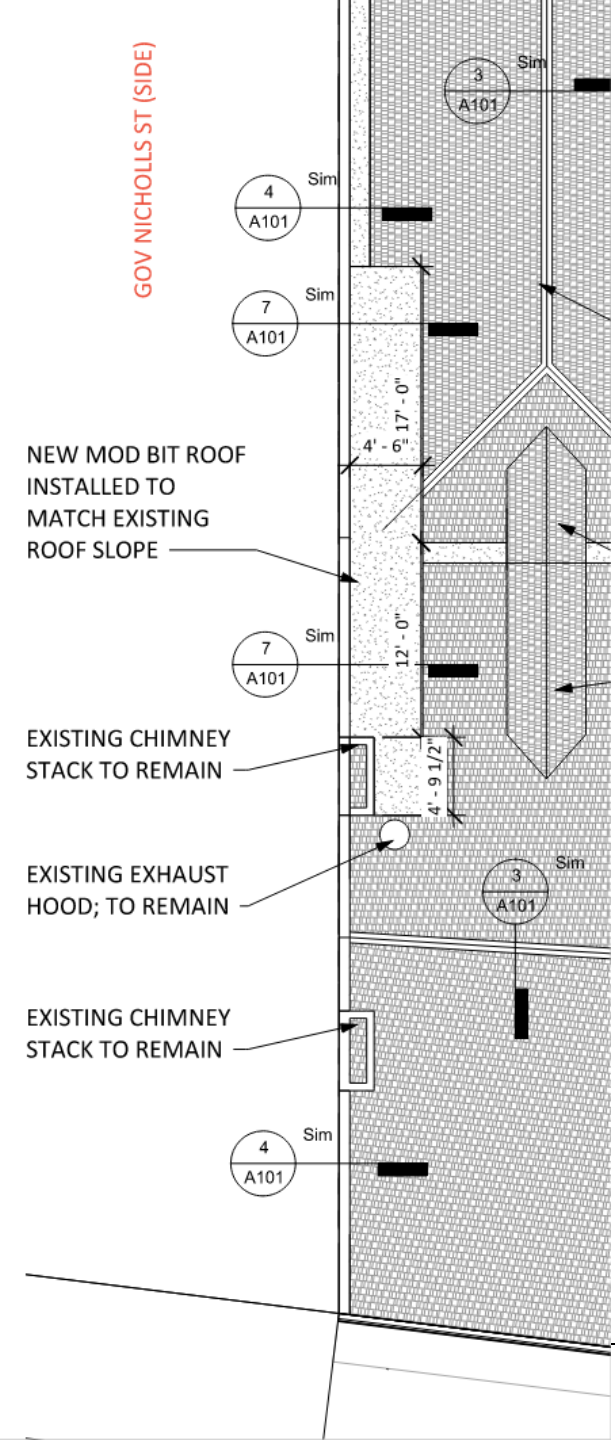 GOV NICHOLLS ST (SIDE)
3
A101
Sim
4
A101
Sim
7
A101
Sim
17' - 0"
4' - 6"
NEW MOD BIT ROOF
INSTALLED TO
MATCH EXISTING
ROOF SLOPE
12' - 0"
7
A101
Sim
EXISTING CHIMNEY
STACK TO REMAIN
4' - 9 1/2"
EXISTING EXHAUST
HOOD; TO REMAIN
3
A101
Sim
EXISTING CHIMNEY
STACK TO REMAIN
4
A101
Sim